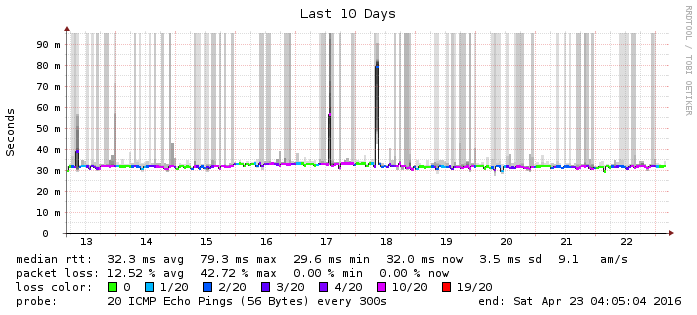 Last 10 Days
RRDTOOL / TOBI OETIKER
Seconds
90 m
80 m
70 m
60 m
50 m
40 m
30 m
20 m
10 m
0
13 14 15 16 17 18 19 20 21 22
median rtt: 32.3 ms avg 79.3 ms max 29.6 ms min 32.0 ms now 3.5 ms sd 9.1 am/s
packet loss: 12.52 % avg 42.72 % max 0.00 % min 0.00 % now
loss color: 0 1/20 2/20 3/20 4/20 10/20 19/20
probe: 20 ICMP Echo Pings (56 Bytes) every 300s end: Sat Apr 23 04:05:04 2016